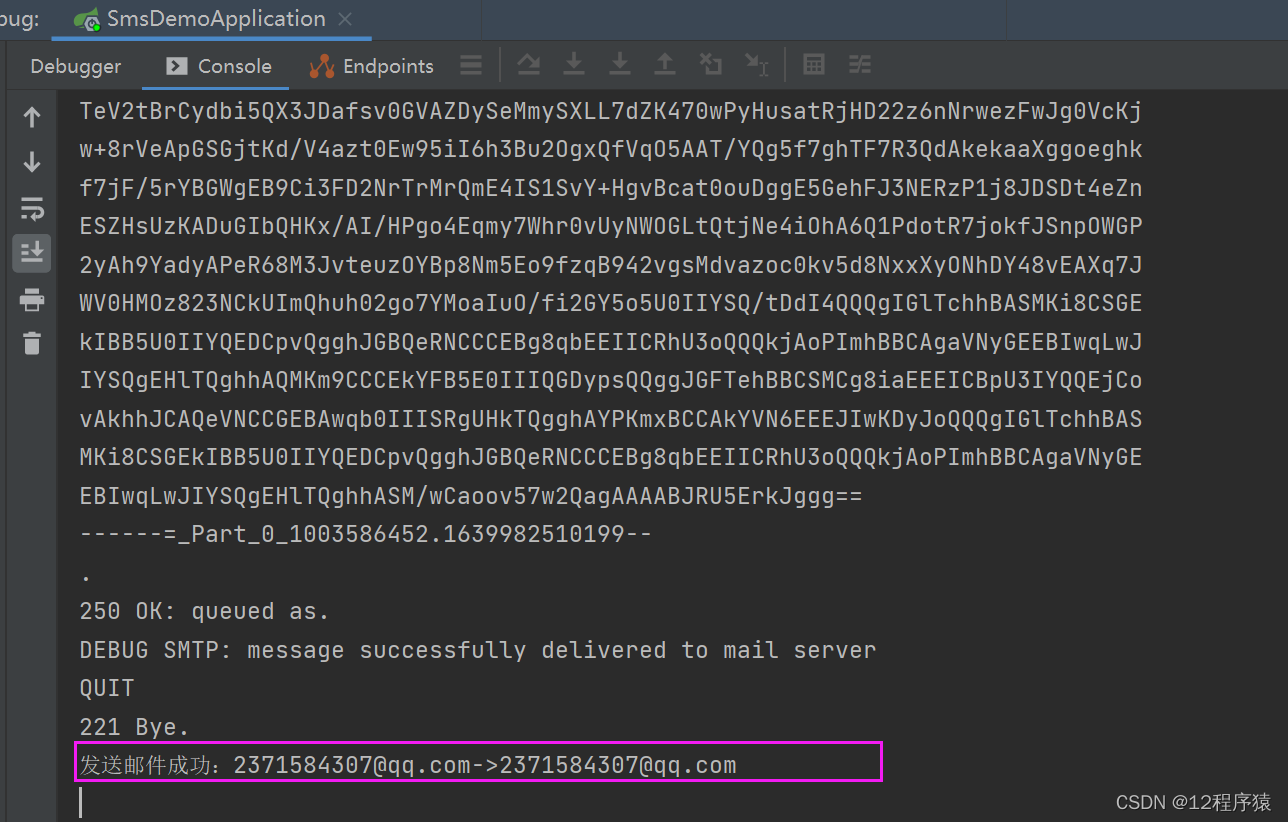 bug:
SmsDemoApplication
Debugger
Console
Endpoints
TeV2tBrCydbi5QX3JDafsv0GVAZDySeMmySXLL7dZK470wPyHusatRjHD22z6nNrwezFwJg0VcKj
w+8rVeApGSGjtKd/V4azt0Ew95iI6h3Bu2OgxQfVqO5AAT/YQg5f7ghTF7R3QdAkekaaXggoeghk
f7jF/5rYBGWgEB9Ci3FD2NrTrMrQmE4IS1SvY+HgvBcat0ouDggE5GehFJ3NERzP1j8JDSDt4eZn
ESZHsUzKADuGIbQHKx/AI/HPgo4Eqmy7Whr0vUyNWOGLtQtjNe4iOhA6Q1PdotR7jokfJSnpOWGP
2yAh9YadyAPeR68M3JvteuzOYBp8Nm5Eo9fzqB942vgsMdvazoc0kv5d8NxxXyONhDY48vEAXq7J
WV0HMOz823NCkUImQhuh02go7YMoaIuO/fi2GY5o5U0IIYSQ/tDdI4QQQgIGlTchhBASMKi8CSGE
kIBB5U0IIYQEDCpvQgghJGBQeRNCCCEBg8qbEEIICRhU3oQQQkjAoPImhBBCAgaVNyGEEBIwqLwJ
IYSQgEHlTQghhAQMKm9CCCEkYFB5E0IIIQGDypsQQggJGFTehBBCSMCg8iaEEEICBpU3IYQQEjCo
vAkhhJCAQeVNCCGEBAwqb0IIISRgUHkTQgghAYPKmxBCCAkYVN6EEEJIwKDyJoQQQgIGlTchhBAS
MKi8CSGEkIBB5U0IIYQEDCpvQgghJGBQeRNCCCEBg8qbEEIICRhU3oQQQkjAoPImhBBCAgaVNyGE
EBIwqLwJIYSQgEHlTQghhASM/wCaoov57w2QagAAAABJRU5ErkJggg==
------=_Part_0_1003586452.1639982510199--
.
250 OK: queued as.
DEBUG SMTP: message successfully delivered to mail server
QUIT
221 Bye.
发送邮件成功：2371584307@qq.com->2371584307@qq.com
CSDN @12程序猿